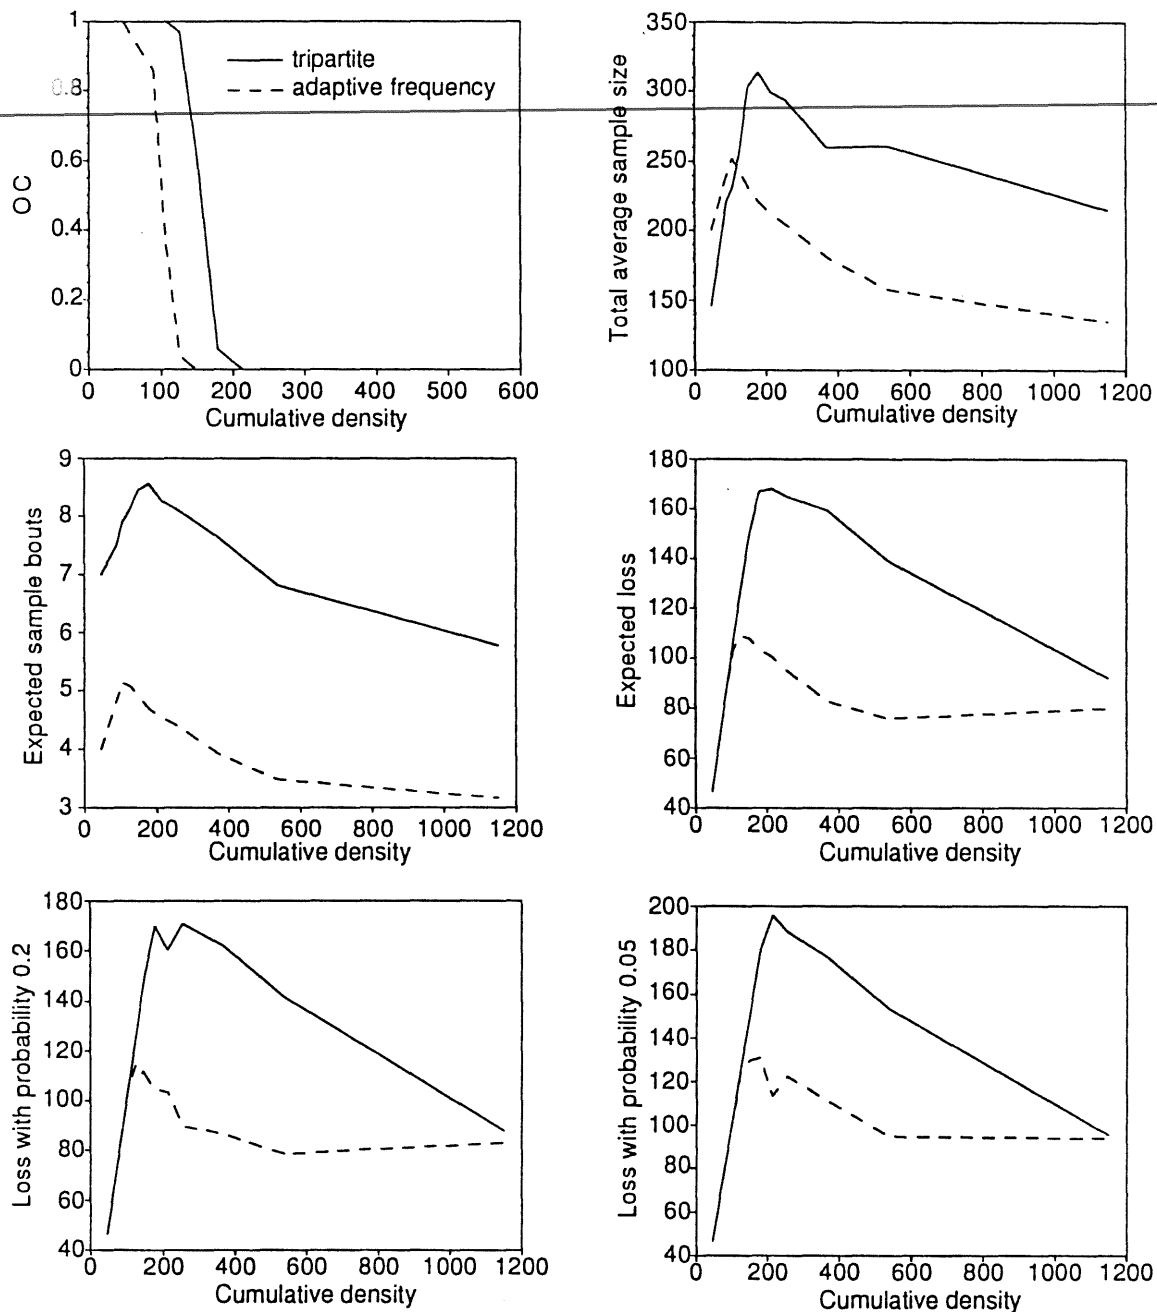 1
0.8
0.6
0.4
0.2
0
OC
tripartite
adaptive frequency
0 100 200 300 400 500 600
Cumulative density
350
300
250
200
150
100
Total average sample size
0 200 400 600 800 1000 1200
Cumulative density
9
8
7
6
5
4
3
Expected sample bouts
0 200 400 600 800 1000 1200
Cumulative density
180
160
140
120
100
80
60
40
Expected loss
0 200 400 600 800 1000 1200
Cumulative density
180
160
140
120
100
80
60
40
Loss with probability 0.2
0 200 400 600 800 1000 1200
Cumulative density
200
180
160
140
120
100
80
60
40
Loss with probability 0.05
0 200 400 600 800 1000 1200
Cumulative density